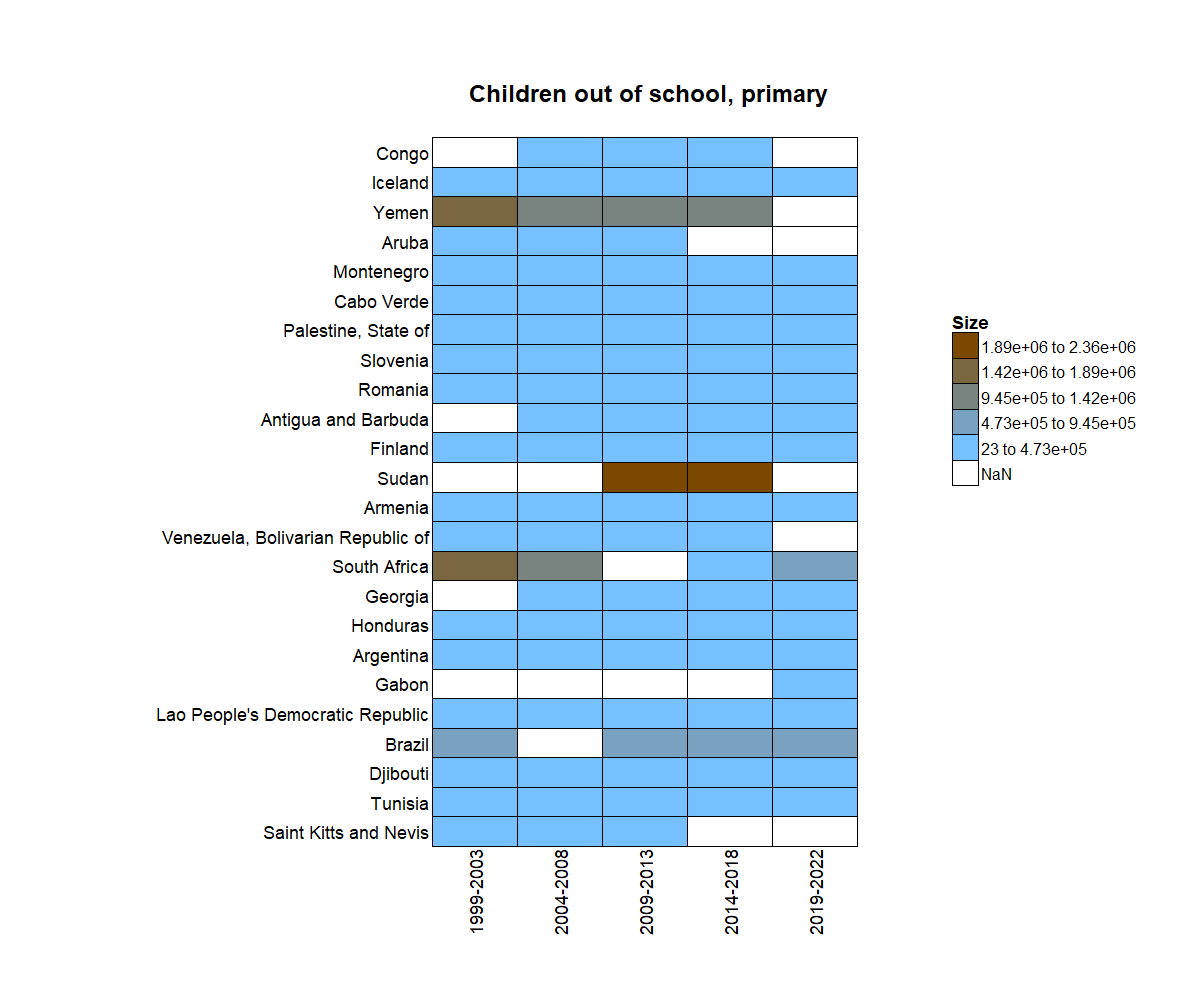 Children out of school, primary
Congo
Iceland
Yemen
Aruba
Montenegro
Cabo Verde
Palestine, State of
Slovenia
Romania
Antigua and Barbuda
Finland
Sudan
Armenia
Venezuela, Bolivarian Republic of
South Africa
Georgia
Honduras
Argentina
Gabon
Lao People's Democratic Republic
Brazil
Djibouti
Tunisia
Saint Kitts and Nevis
1999-2003
2004-2008
2009-2013
2014-2018
2019-2022
Size
1.89e+06 to 2.36e+06
1.42e+06 to 1.89e+06
9.45e+05 to 1.42e+06
4.73e+05 to 9.45e+05
23 to 4.73e+05
NaN